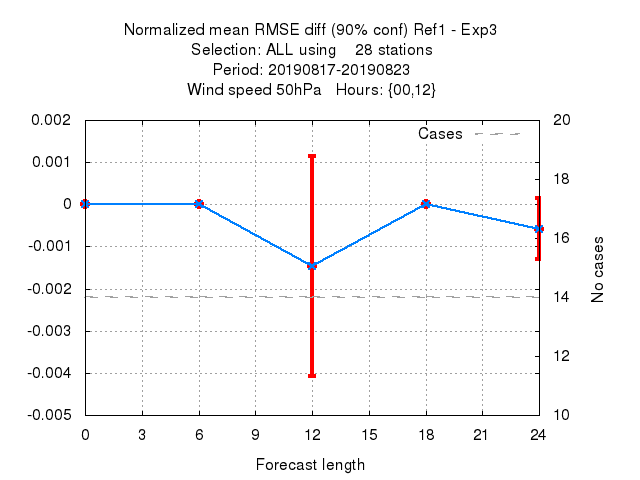 Normalized mean RMSE diff (90% conf) Ref1 - Exp3
Selection: ALL using    28 stations
Period: 20190817-20190823
Wind speed 50hPa   Hours: {00,12}
Cases
0.002
0.001
0
-0.001
-0.002
-0.003
-0.004
-0.005
20
18
16
14
12
10
No cases
0 3 6 9 12 15 18 21 24
Forecast length